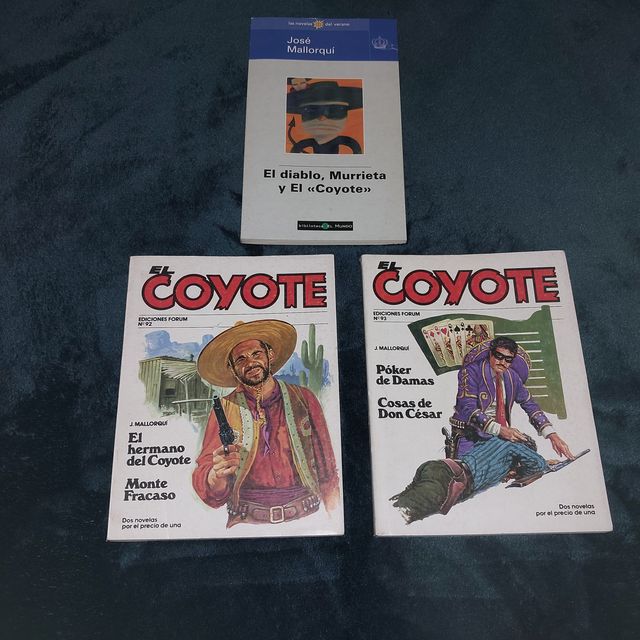 las novelas del verano
José
Mallorquí
El diablo, Murrieta
y El «Coyote»
biblioteca EL MUNDO
EL
COYOTE
EDICIONES FORUM
Nº 92
J. MALLORQUÍ
El
hermano
del Coyote
Monte
Fracaso
Dos novelas
por el precio de una
EL
COYOTE
EDICIONES FORUM
Nº 93
J. MALLORQUÍ
Póker
de Damas
Cosas de
Don César
Dos novelas
por el precio de una